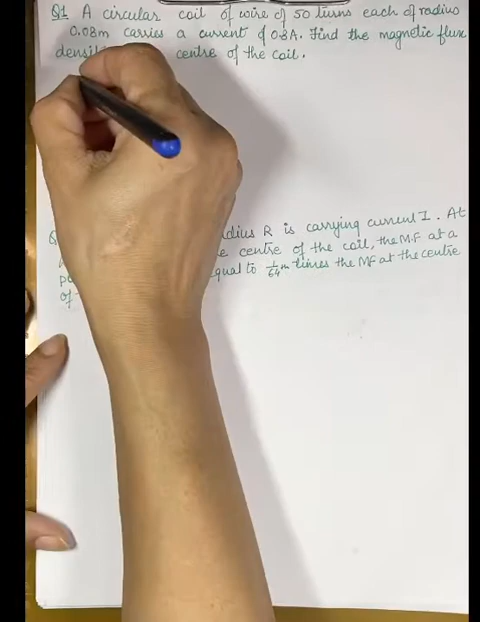 Q1 A circular coil of wire of 50 turns each of radius
0.08m carries a current of 0.8A. Find the magnetic flux
centre of the coil.
R is carrying current I. At
centre of the coil, the M.F at a
to 1/64th times the MF at the centre
of